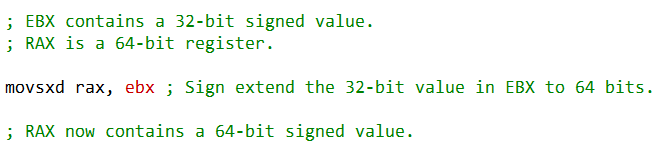 ; EBX contains a 32-bit signed value.
; RAX is a 64-bit register.
movsxd rax, ebx ; Sign extend the 32-bit value in EBX to 64 bits.
; RAX now contains a 64-bit signed value.